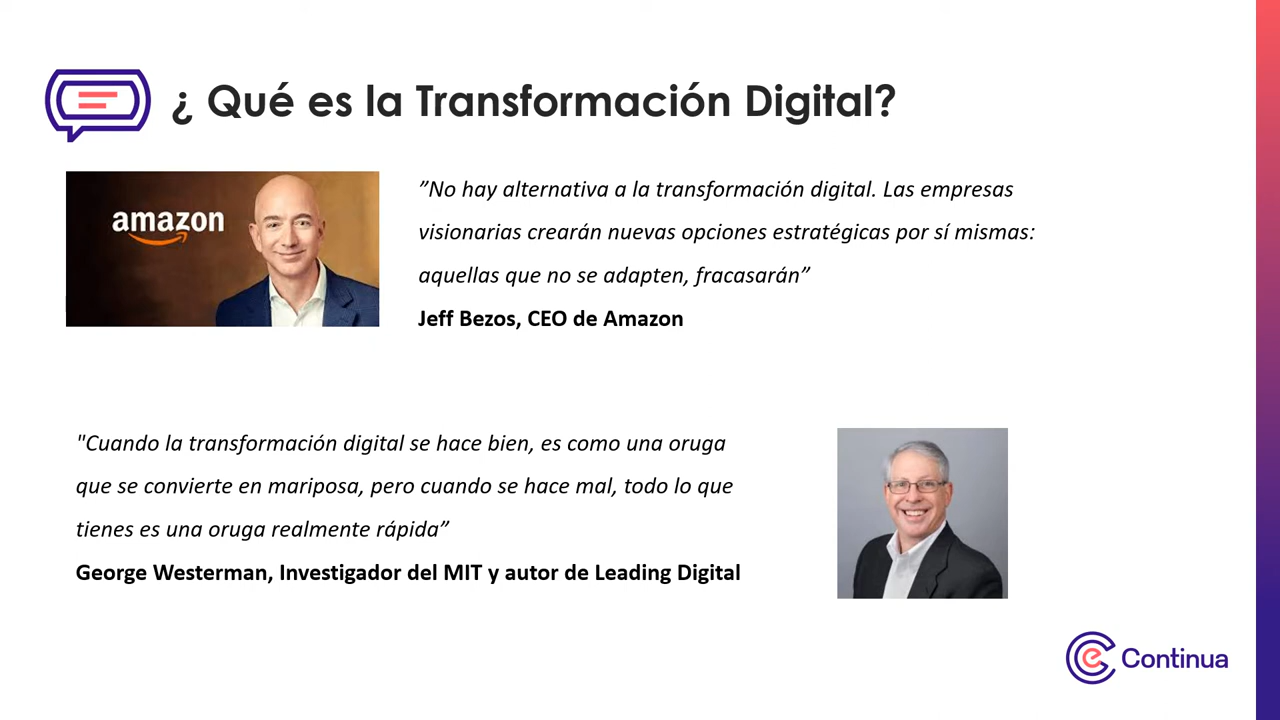 ¿ Qué es la Transformación Digital?
amazon
”No hay alternativa a la transformación digital. Las empresas
visionarias crearán nuevas opciones estratégicas por sí mismas:
aquellas que no se adapten, fracasarán”
Jeff Bezos, CEO de Amazon
"Cuando la transformación digital se hace bien, es como una oruga
que se convierte en mariposa, pero cuando se hace mal, todo lo que
tienes es una oruga realmente rápida”
George Westerman, Investigador del MIT y autor de Leading Digital
e Continua